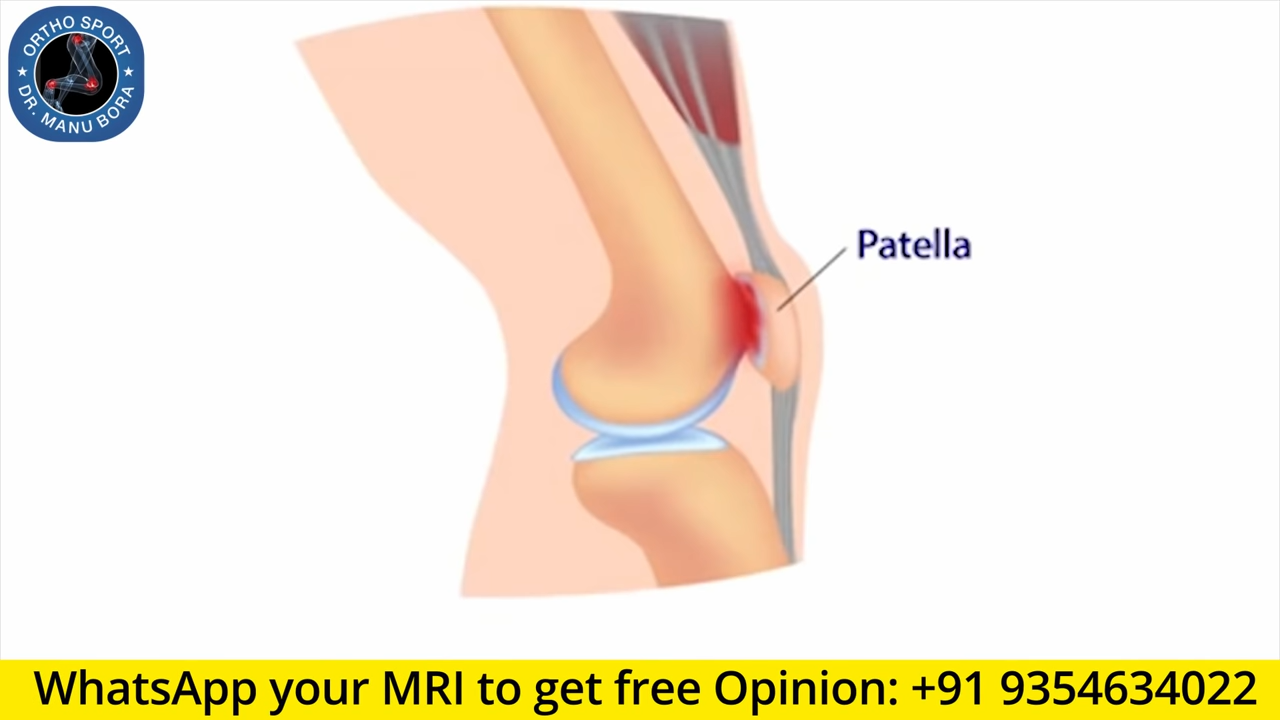 ORTHO SPORT
★ DR. MANU BORA ★
Patella
WhatsApp your MRI to get free Opinion: +91 9354634022